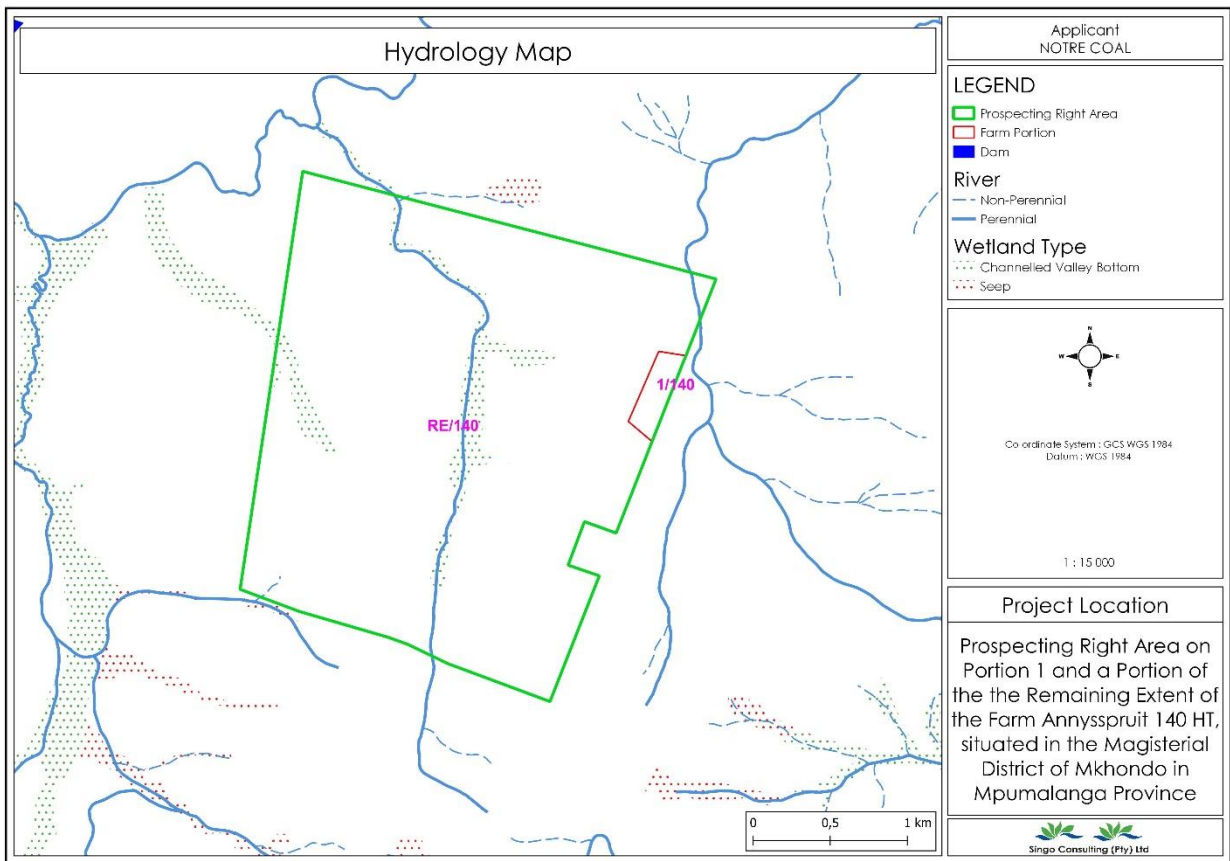 Hydrology Map
RE/140
1/140
0
0,5
1 km
Applicant
NOTRE COAL
LEGEND
Prospecting Right Area
Farm Portion
Dam
River
Non-Perennial
Perennial
Wetland Type
Channelled Valley Bottom
Seep
N
W
E
S
Co ordinate System : GCS WGS 1984
Datum : WGS 1984
1 : 15 000
Project Location
Prospecting Right Area on
Portion 1 and a Portion of
the the Remaining Extent of
the Farm Annysspruit 140 HT,
situated in the Magisterial
District of Mkhondo in
Mpumalanga Province
Singo Consulting (Pty) Ltd